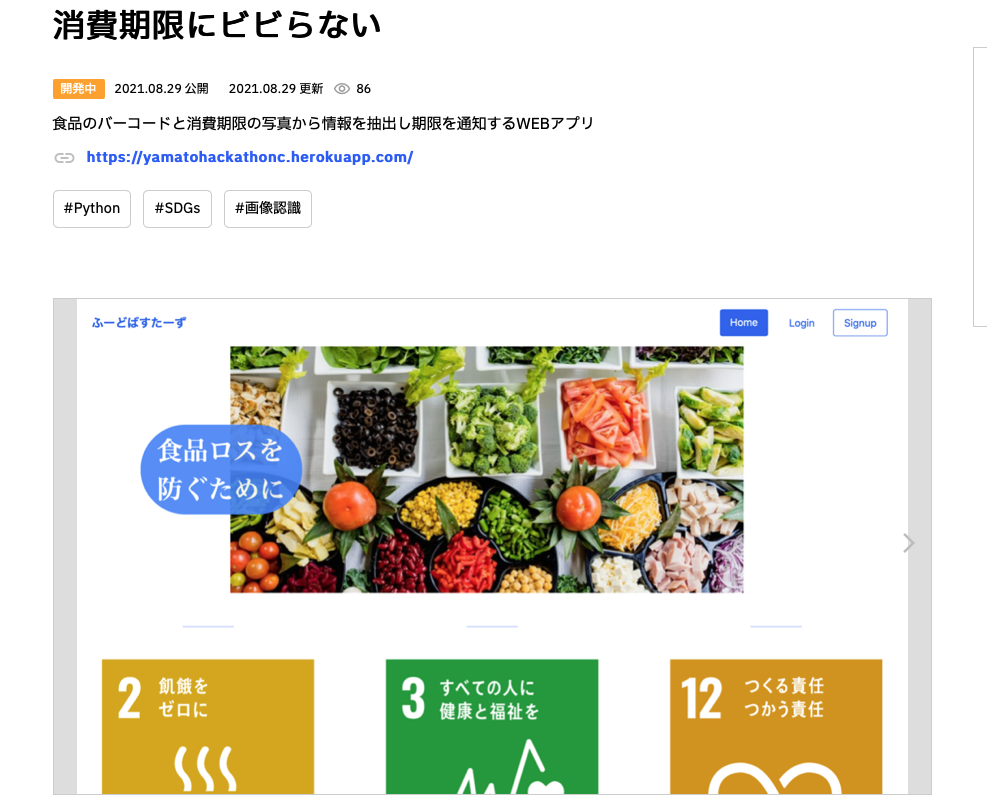 消費期限にビビらない
開発中 2021.08.29 公開 2021.08.29 更新 86
食品のバーコードと消費期限の写真から情報を抽出し期限を通知するWEBアプリ
https://yamatohackathonc.herokuapp.com/
#Python #SDGs #画像認識
ふーどばすたーず Home Login Signup
食品ロスを
防ぐために
2 飢餓を
ゼロに
3 すべての人に
健康と福祉を
12 つくる責任
つかう責任